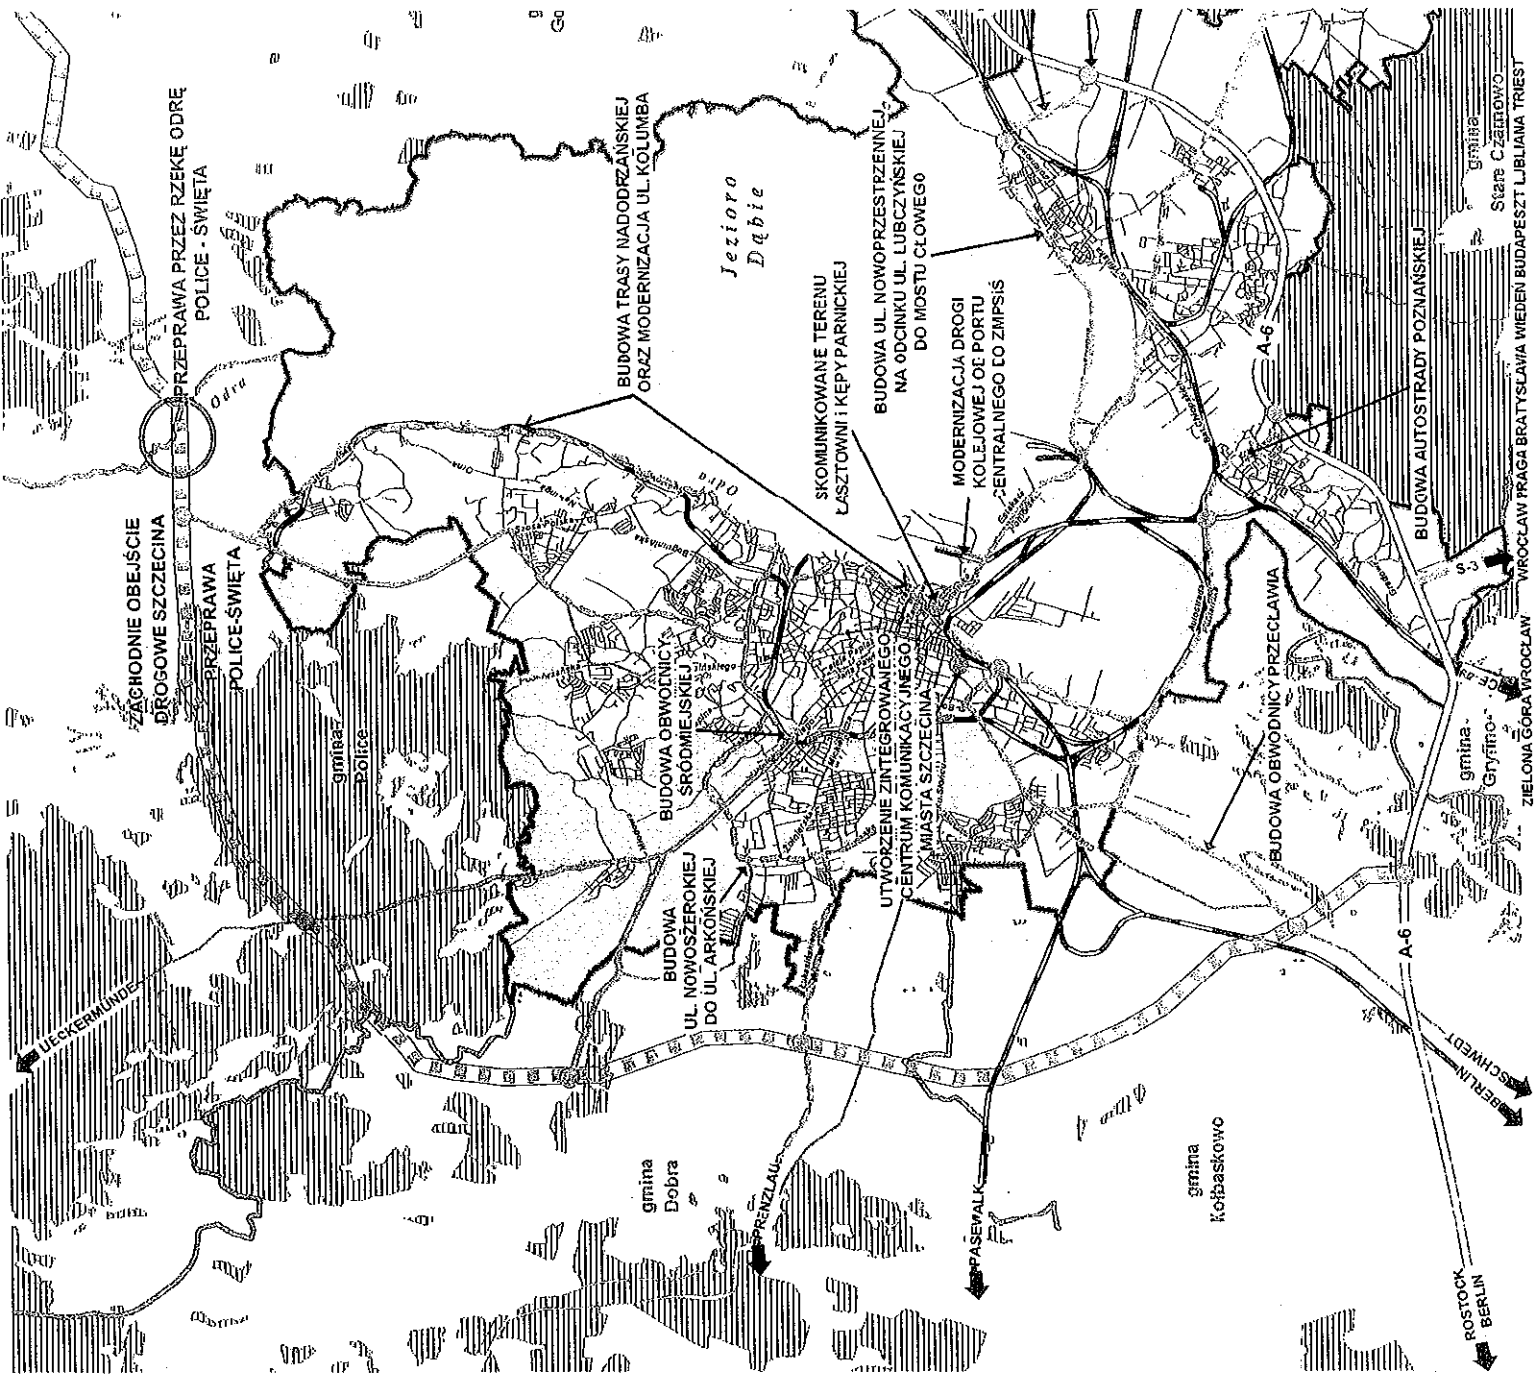 UECKERMÜNDE
ZACHODNIE OBEJŚCIE
DROGOWE SZCZECINA
PRZEPRAWA
POLICE-ŚWIĘTA
PRZEPRAWA PRZEZ RZEKĘ ODRĘ
POLICE - ŚWIĘTA
Odra
gmina
Police
BUDOWA TRASY NADODRZAŃSKIEJ
ORAZ MODERNIZACJA UL. KOLUMBA
Jezioro
Dąbie
Odra
BUDOWA OBWODNICY
ŚRÓDMIEJSKIEJ
BUDOWA
UL. NOWOSZEROKIEJ
DO UL. ARKOŃSKIEJ
gmina
Dobra
PRENZLAU
SKOMUNIKOWANE TERENU
ŁASZTOWNI i KĘPY PARNICKIEJ
BUDOWA UL. NOWOPRZESTRZENNEJ
NA ODCINKU UL. LUBCZYŃSKIEJ
DO MOSTU CŁOWEGO
UTWORZENIE ZINTEGROWANEGO
CENTRUM KOMUNIKACYJNEGO
MIASTA SZCZECINA
MODERNIZACJA DROGI
KOLEJOWEJ OD PORTU
CENTRALNEGO DO ZMPSiŚ
PASEWALK
gmina
Kołbaskowo
BUDOWA OBWODNICY PRZECŁAWIA
A-6
BUDOWA AUTOSTRADY POZNAŃSKIEJ
A-6
S-3
gmina
Gryfino
gmina
Stare Czarnowo
BERLIN
SCHWEDT
ROSTOCK
BERLIN
ZIELONA GÓRA WROCŁAW
WROCŁAW PRAGA BRATYSŁAWA WIEDEN BUDAPESZT LJBLIANA TRIEST